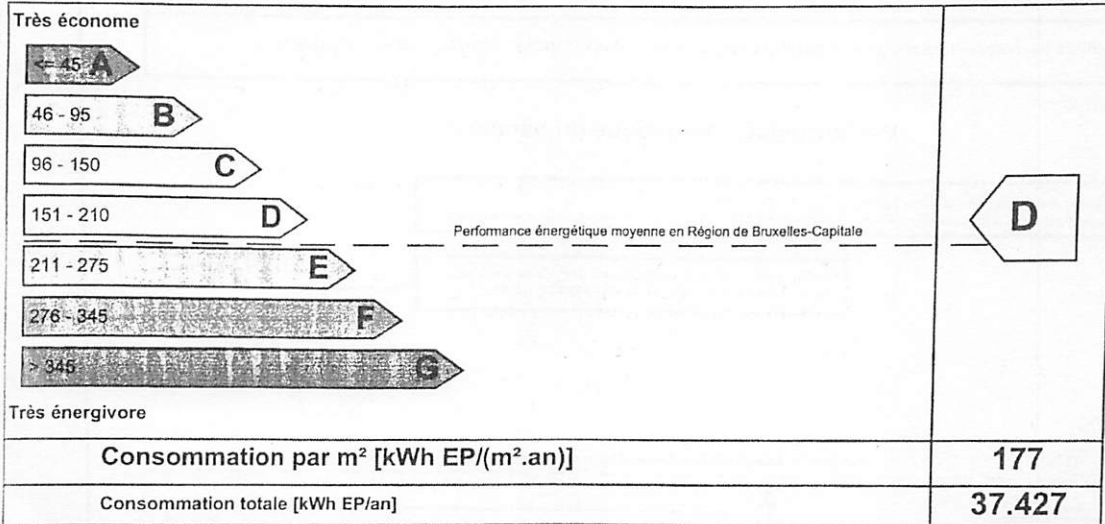 Très économe
<= 45 A
46 - 95 B
96 - 150 C
151 - 210 D
Performance énergétique moyenne en Région de Bruxelles-Capitale
D
211 - 275 E
276 - 345 F
> 345 G
Très énergivore
Consommation par m² [kWh EP/(m².an)] 177
Consommation totale [kWh EP/an] 37.427